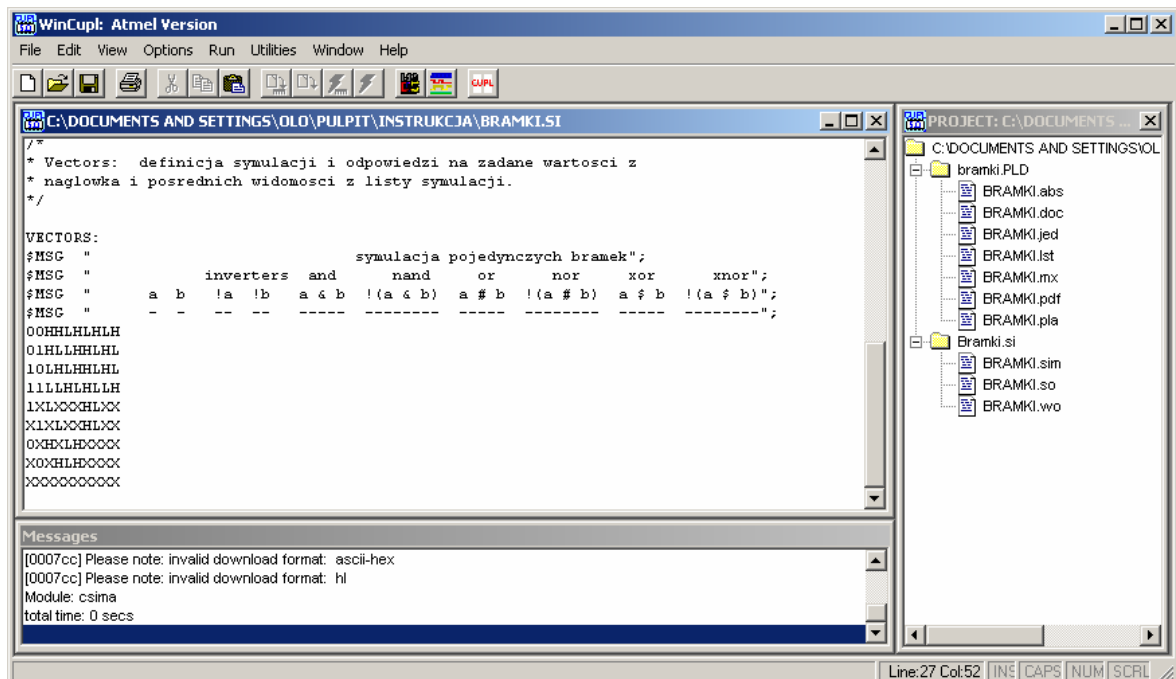 WinCupl: Atmel Version
File Edit View Options Run Utilities Window Help
CUPL
C:\DOCUMENTS AND SETTINGS\OLO\PULPIT\INSTRUKCJA\BRAMKI.SI
/*
* Vectors: definicja symulacji i odpowiedzi na zadane wartosci z
* naglowka i posrednich widomosci z listy symulacji.
*/
VECTORS:
$MSG " symulacja pojedynczych bramek";
$MSG " inverters and nand or nor xor xnor";
$MSG " a b !a !b a & b !(a & b) a # b !(a # b) a $ b !(a $ b)";
$MSG " - - -- -- ----- -------- ----- -------- ----- --------";
00HHLHLHLH
01HLLHHLHL
10LHLHHLHL
11LLHLHLLH
1XLXXXHLXX
X1XLXXHLXX
0XHXLHXXXX
X0XHLHXXXX
XXXXXXXXXX
Messages
[0007cc] Please note: invalid download format: ascii-hex
[0007cc] Please note: invalid download format: hl
Module: csima
total time: 0 secs
PROJECT: C:\DOCUMENTS ...
C:\DOCUMENTS AND SETTINGS\OL
bramki.PLD
BRAMKI.abs
BRAMKI.doc
BRAMKI.jed
BRAMKI.lst
BRAMKI.mx
BRAMKI.pdf
BRAMKI.pla
Bramki.si
BRAMKI.sim
BRAMKI.so
BRAMKI.wo
Line:27 Col:52 INS CAPS NUM SCRL